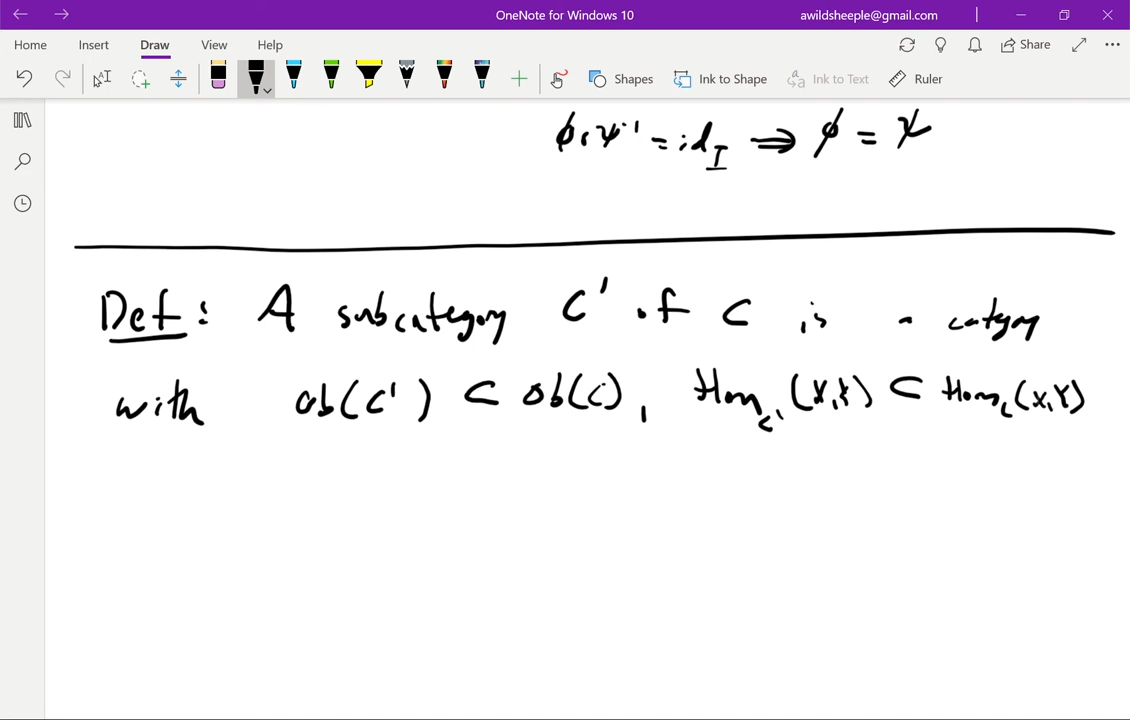 OneNote for Windows 10
awildsheeple@gmail.com
Home Insert Draw View Help
Share
Shapes Ink to Shape Ink to Text Ruler
ϕ∘ψ⁻¹ = id_I ⇒ ϕ = ψ
Def: A subcategory C' of C is a category
with ob(C') ⊂ ob(C), Hom_C'(X,Y) ⊂ Hom_C(X,Y)